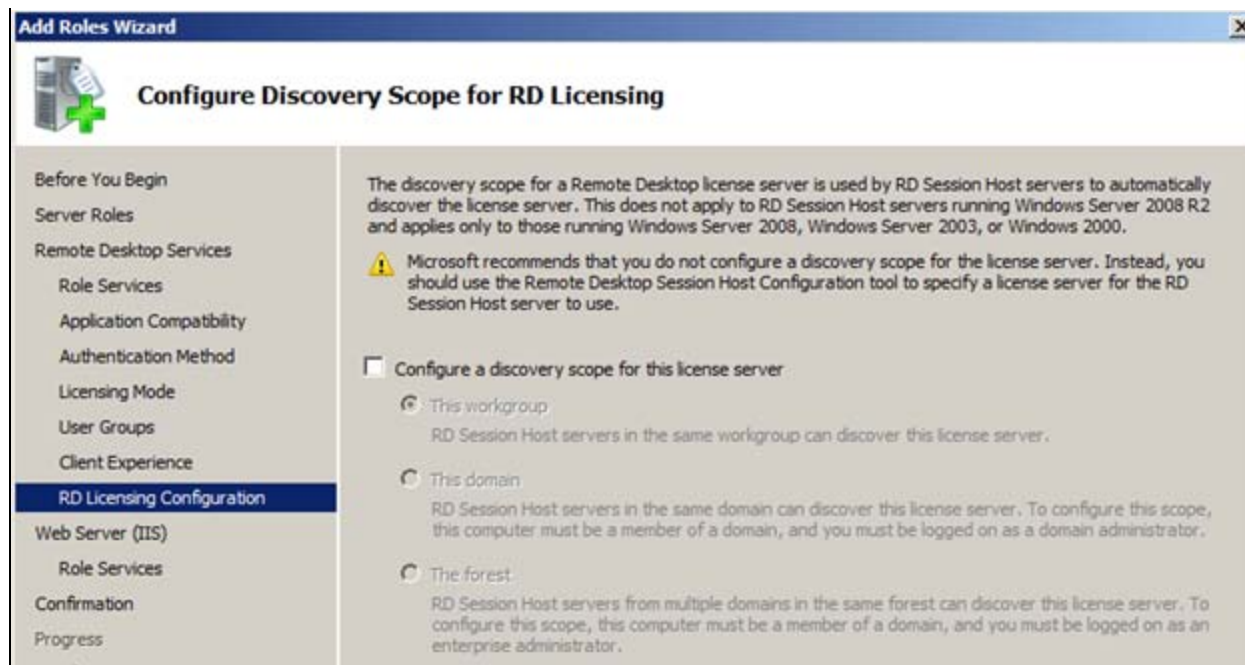 Add Roles Wizard
Configure Discovery Scope for RD Licensing
Before You Begin
Server Roles
Remote Desktop Services
Role Services
Application Compatibility
Authentication Method
Licensing Mode
User Groups
Client Experience
RD Licensing Configuration
Web Server (IIS)
Role Services
Confirmation
Progress
The discovery scope for a Remote Desktop license server is used by RD Session Host servers to automatically
discover the license server. This does not apply to RD Session Host servers running Windows Server 2008 R2
and applies only to those running Windows Server 2008, Windows Server 2003, or Windows 2000.
Microsoft recommends that you do not configure a discovery scope for the license server. Instead, you
should use the Remote Desktop Session Host Configuration tool to specify a license server for the RD
Session Host server to use.
Configure a discovery scope for this license server
This workgroup
RD Session Host servers in the same workgroup can discover this license server.
This domain
RD Session Host servers in the same domain can discover this license server. To configure this scope,
this computer must be a member of a domain, and you must be logged on as a domain administrator.
The forest
RD Session Host servers from multiple domains in the same forest can discover this license server. To
configure this scope, this computer must be a member of a domain, and you must be logged on as an
enterprise administrator.